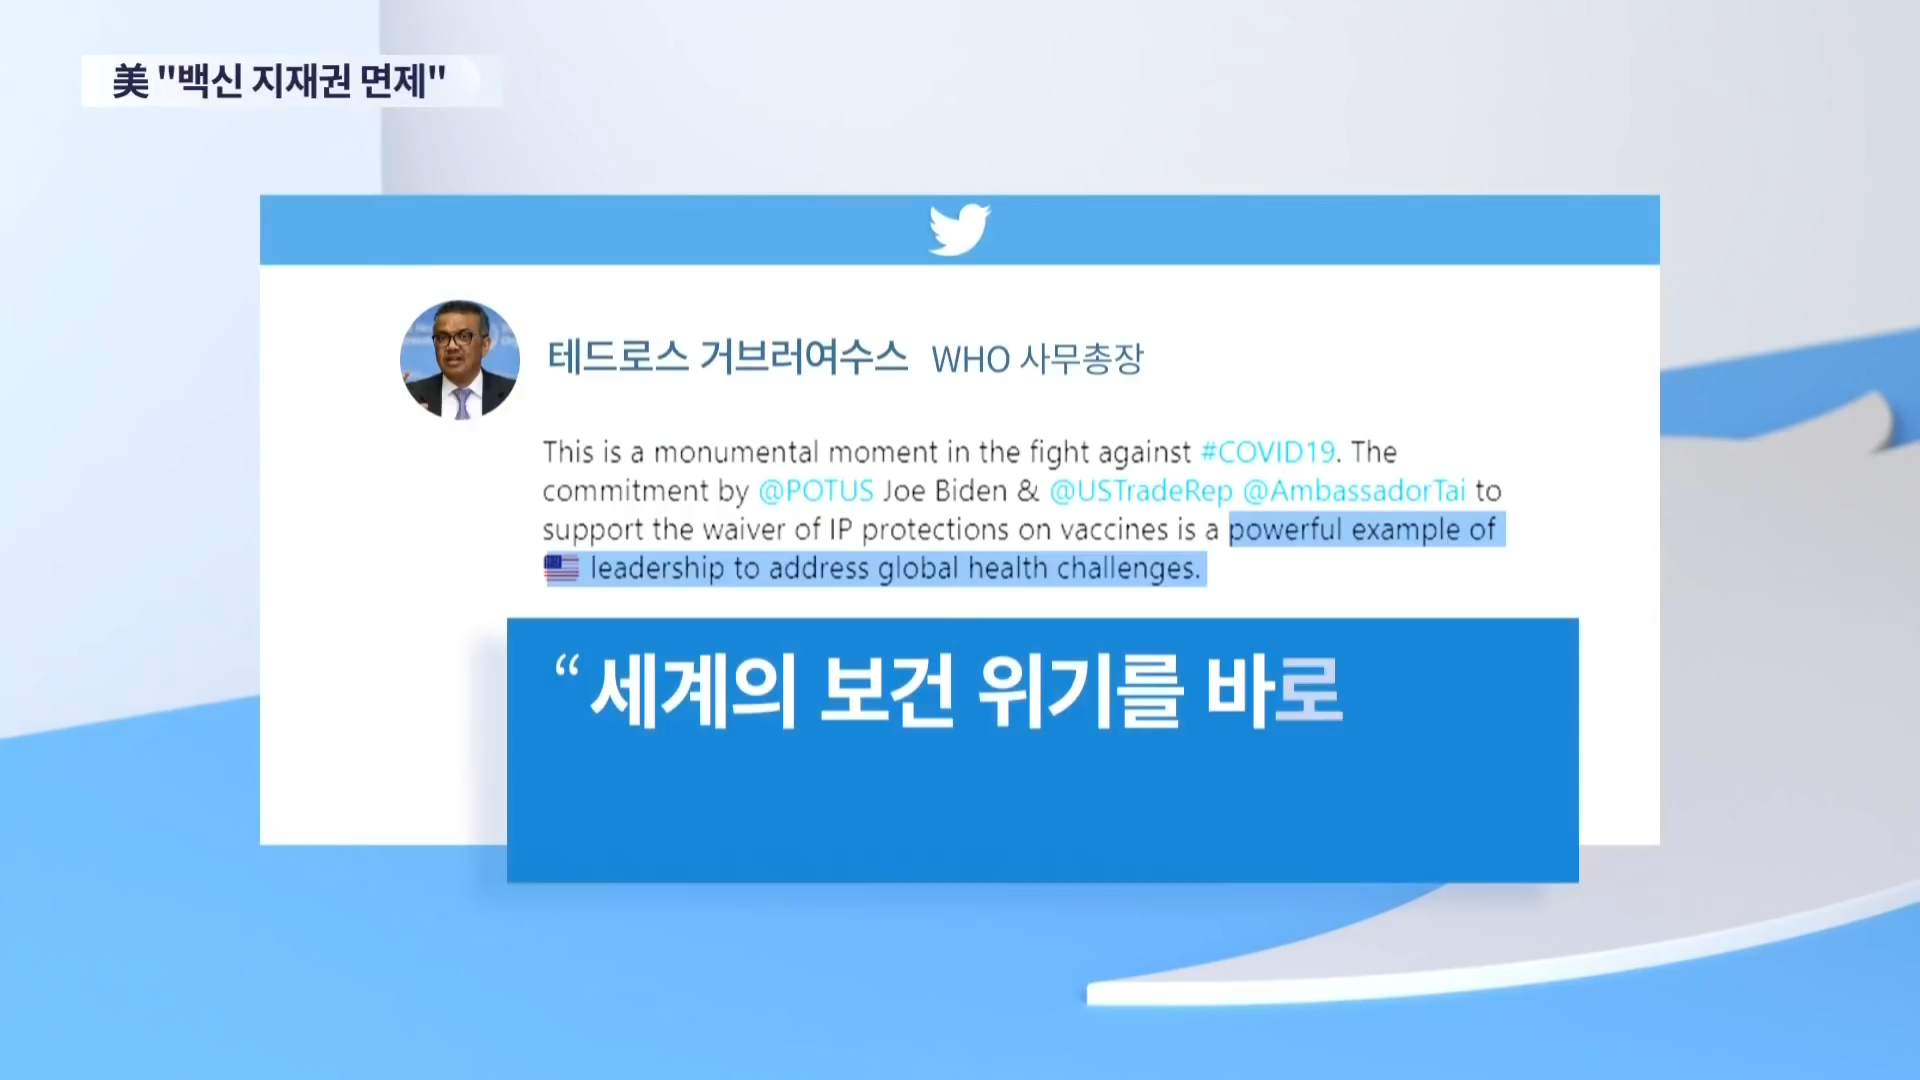 美 "백신 지재권 면제"
테드로스 거브러여수스 WHO 사무총장
This is a monumental moment in the fight against #COVID19. The
commitment by @POTUS Joe Biden & @USTradeRep @AmbassadorTai to
support the waiver of IP protections on vaccines is a powerful example of
🇺🇸 leadership to address global health challenges.
“세계의 보건 위기를 바로